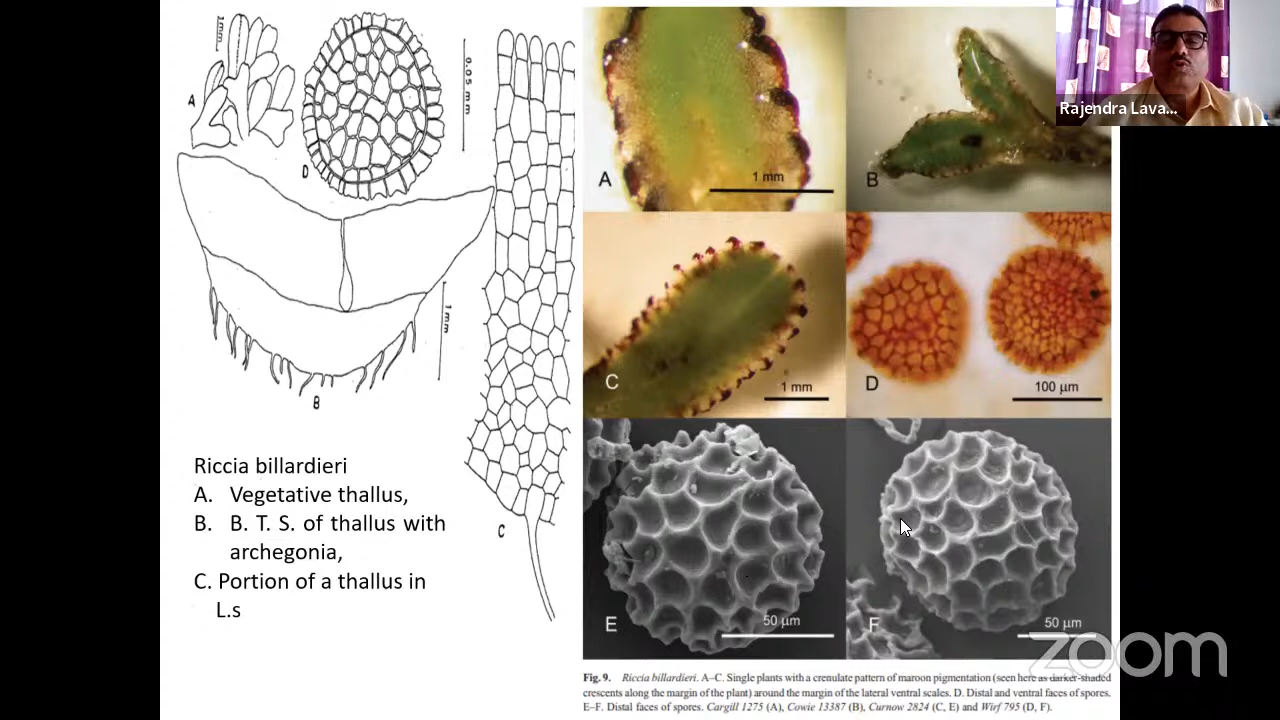 1mm
A
D
0.05 mm
1mm
B
C
Riccia billardieri
A. Vegetative thallus,
B. B. T. S. of thallus with
archegonia,
C. Portion of a thallus in
L.s
A
1 mm
B
C
1 mm
D
100 μm
E
50 μm
F
50 μm
Fig. 9. Riccia billardieri. A–C. Single plants with a crenulate pattern of maroon pigmentation (seen here as darker-shaded
crescents along the margin of the plant) around the margin of the lateral ventral scales. D. Distal and ventral faces of spores.
E–F. Distal faces of spores. Cargill 1275 (A), Cowie 13387 (B), Curnow 2824 (C, E) and Wirf 795 (D, F).
Rajendra Lava...
zoom